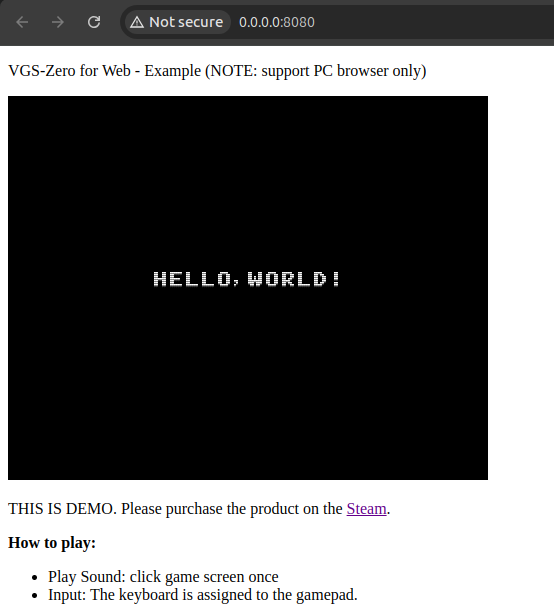 Not secure 0.0.0.0:8080
VGS-Zero for Web - Example (NOTE: support PC browser only)
HELLO, WORLD!
THIS IS DEMO. Please purchase the product on the Steam.
How to play:
• Play Sound: click game screen once
• Input: The keyboard is assigned to the gamepad.